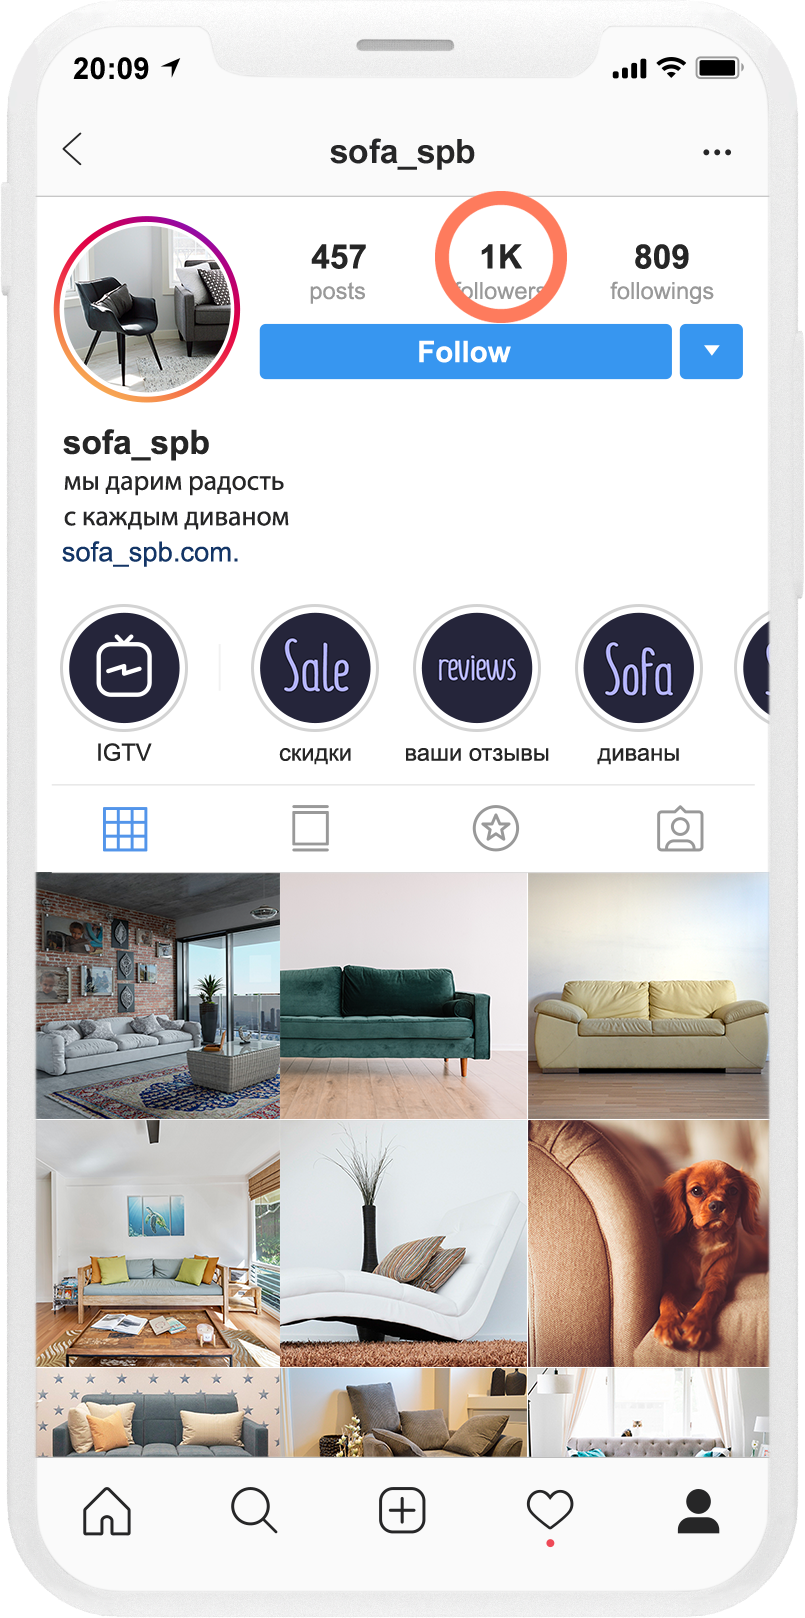 20:09
sofa_spb
457
1K
809
posts
followers
followings
Follow
sofa_spb
мы дарим радость
с каждым диваном
sofa_spb.com.
Sale
reviews
Sofa
IGTV
скидки
ваши отзывы
диваны